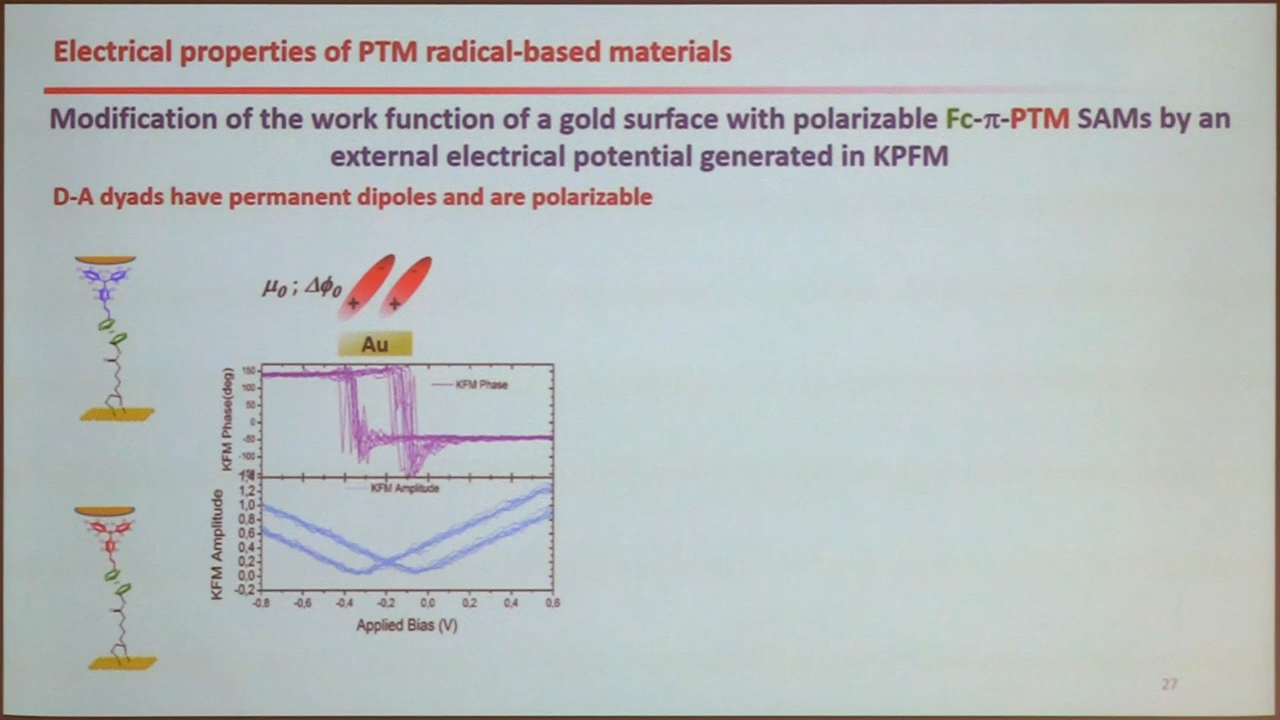 Electrical properties of PTM radical-based materials
Modification of the work function of a gold surface with polarizable Fc-π-PTM SAMs by an
external electrical potential generated in KPFM
D-A dyads have permanent dipoles and are polarizable
μ₀ ; Δϕ₀
- -
+ +
Au
KFM Phase(deg)
150
100
50
0
-50
-100
KFM Phase
KFM Amplitude
1,2
1,0
0,8
0,6
0,4
0,2
0,0
-0,2
KFM Amplitude
-0,8 -0,6 -0,4 -0,2 0,0 0,2 0,4 0,6
Applied Bias (V)
27